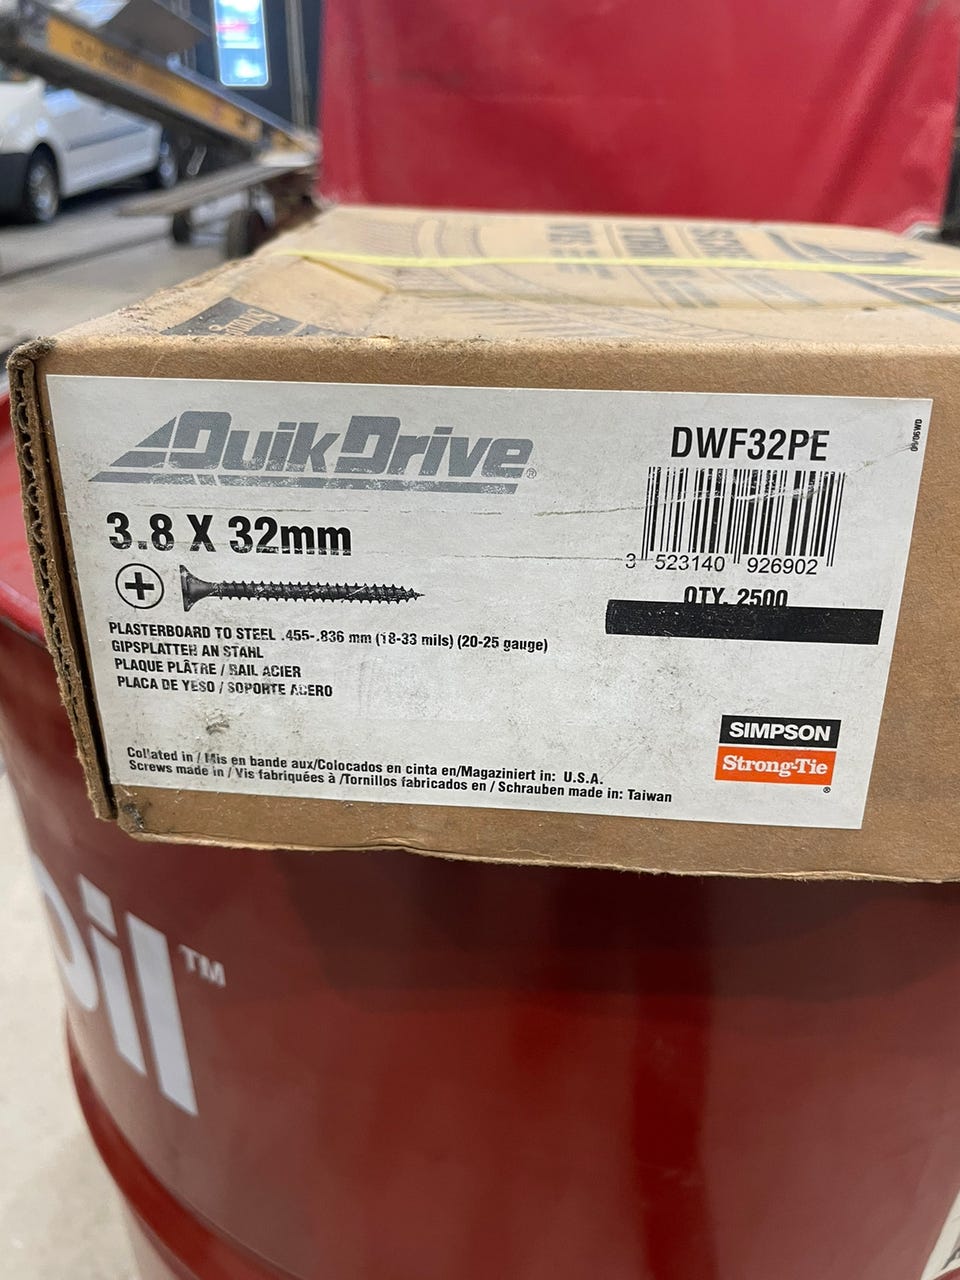 QuikDrive®
DWF32PE
3.8 X 32mm
3 523140 926902
QTY. 2500
PLASTERBOARD TO STEEL .455-.836 mm (18-33 mils) (20-25 gauge)
GIPSPLATTEN AN STAHL
PLAQUE PLÂTRE / RAIL ACIER
PLACA DE YESO / SOPORTE ACERO
SIMPSON
Strong-Tie®
Collated in / Mis en bande aux/Colocados en cinta en/Magaziniert in: U.S.A.
Screws made in / Vis fabriquées à /Tornillos fabricados en / Schrauben made in: Taiwan
oil™